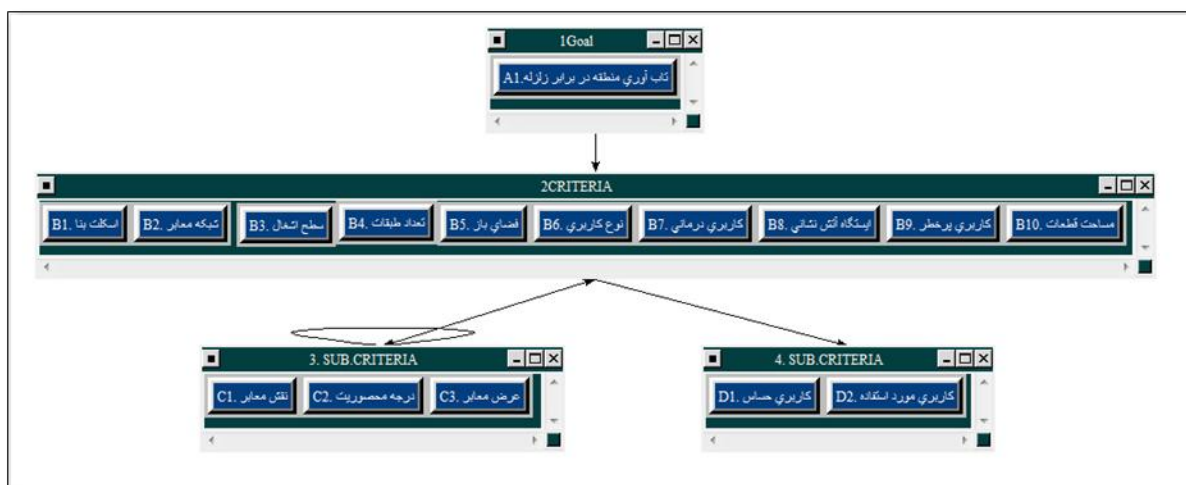 1Goal
A1.تاب آوري منطقه در برابر زلزله
2CRITERIA
B1. اسکلت بنا
B2. شبکه معابر
B3. سطح اشغال
B4. تعداد طبقات
B5. فضاي باز
B6. نوع کاربري
B7. کاربري درماني
B8. ايستگاه آتش نشاني
B9. کاربري پرخطر
B10. مساحت قطعات
3. SUB.CRITERIA
4. SUB.CRITERIA
C1. نقش معابر
C2. درجه محصوريت
C3. عرض معابر
D1. کاربري حساس
D2. کاربري مورد استفاده